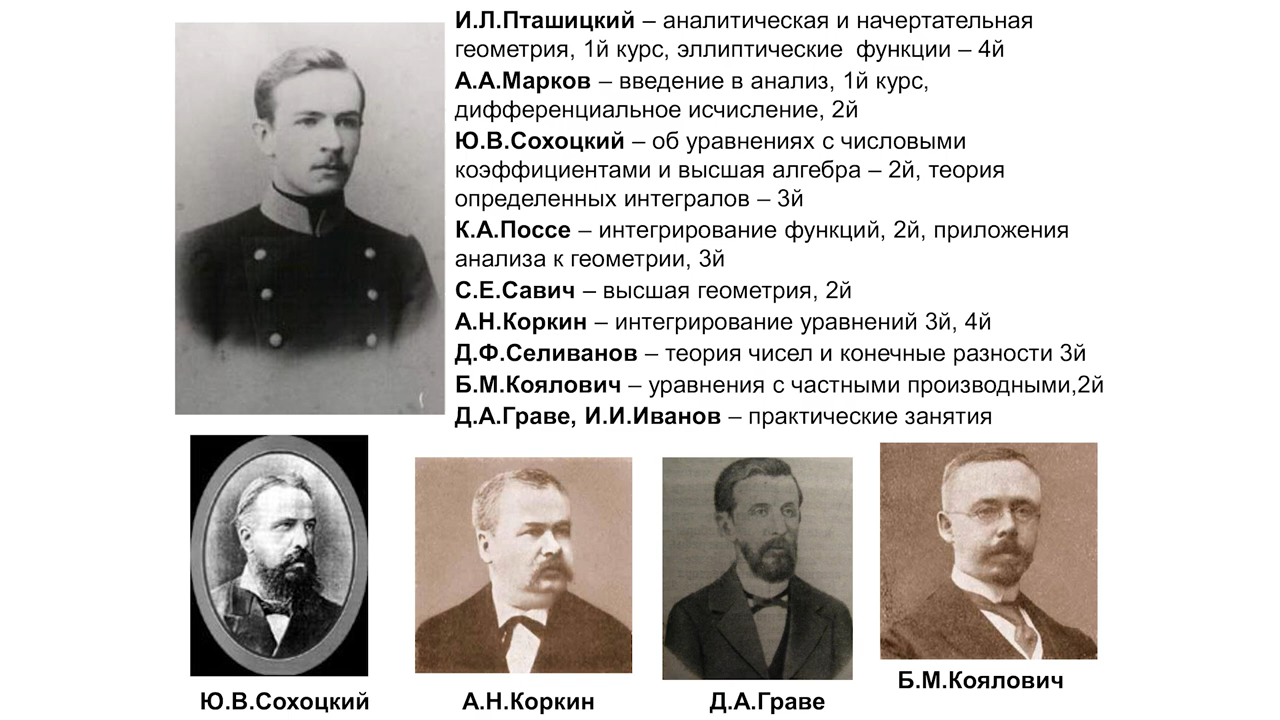 И.Л.Пташицкий – аналитическая и начертательная
геометрия, 1й курс, эллиптические функции – 4й
А.А.Марков – введение в анализ, 1й курс,
дифференциальное исчисление, 2й
Ю.В.Сохоцкий – об уравнениях с числовыми
коэффициентами и высшая алгебра – 2й, теория
определенных интегралов – 3й
К.А.Поссе – интегрирование функций, 2й, приложения
анализа к геометрии, 3й
С.Е.Савич – высшая геометрия, 2й
А.Н.Коркин – интегрирование уравнений 3й, 4й
Д.Ф.Селиванов – теория чисел и конечные разности 3й
Б.М.Коялович – уравнения с частными производными,2й
Д.А.Граве, И.И.Иванов – практические занятия
Ю.В.Сохоцкий
А.Н.Коркин
Д.А.Граве
Б.М.Коялович